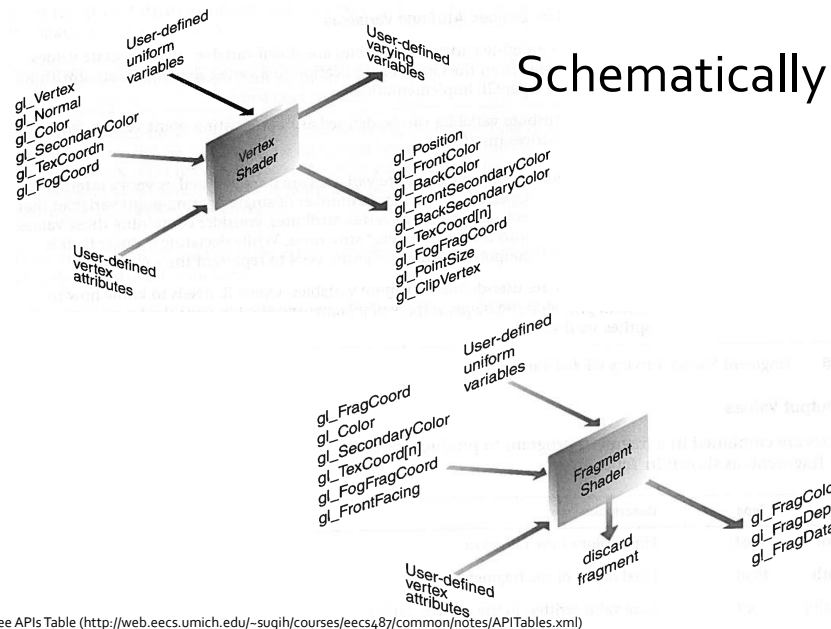 Schematically
User-defined
uniform
variables
User-defined
varying
variables
gl_Vertex
gl_Normal
gl_Color
gl_SecondaryColor
gl_TexCoordn
gl_FogCoord
Vertex
Shader
User-defined
vertex
attributes
gl_Position
gl_FrontColor
gl_BackColor
gl_FrontSecondaryColor
gl_BackSecondaryColor
gl_TexCoord[n]
gl_FogFragCoord
gl_PointSize
gl_ClipVertex
User-defined
uniform
variables
gl_FragCoord
gl_Color
gl_SecondaryColor
gl_TexCoord[n]
gl_FogFragCoord
gl_FrontFacing
Fragment
Shader
User-defined
vertex
attributes
discard
fragment
gl_FragColo
gl_FragDep
gl_FragData
ee APIs Table (http://web.eecs.umich.edu/~sugih/courses/eecs487/common/notes/APITables.xml)